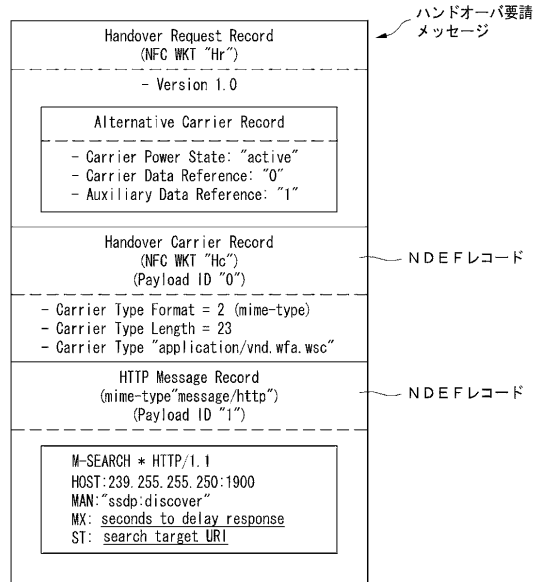 ハンドオーバ要請
メッセージ
Handover Request Record
(NFC WKT "Hr")
- Version 1.0
Alternative Carrier Record
- Carrier Power State: "active"
- Carrier Data Reference: "0"
- Auxiliary Data Reference: "1"
Handover Carrier Record
(NFC WKT "Hc")
(Payload ID "0")
NDEFレコード
- Carrier Type Format = 2 (mime-type)
- Carrier Type Length = 23
- Carrier Type "application/vnd.wfa.wsc"
HTTP Message Record
(mime-type"message/http")
(Payload ID "1")
NDEFレコード
M-SEARCH * HTTP/1.1
HOST:239.255.255.250:1900
MAN:"ssdp:discover"
MX: seconds to delay response
ST: search target URI